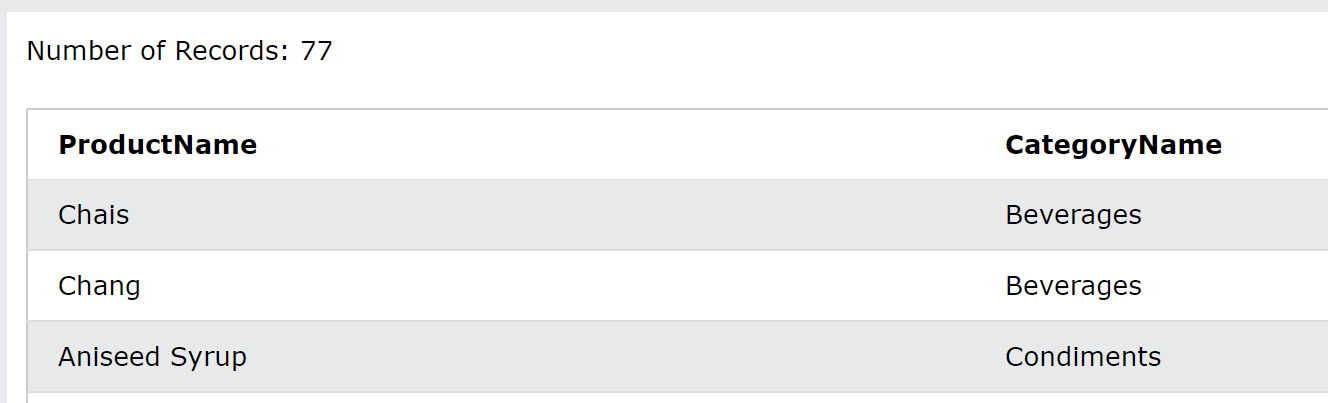 Number of Records: 77
ProductName CategoryName
Chais Beverages
Chang Beverages
Aniseed Syrup Condiments